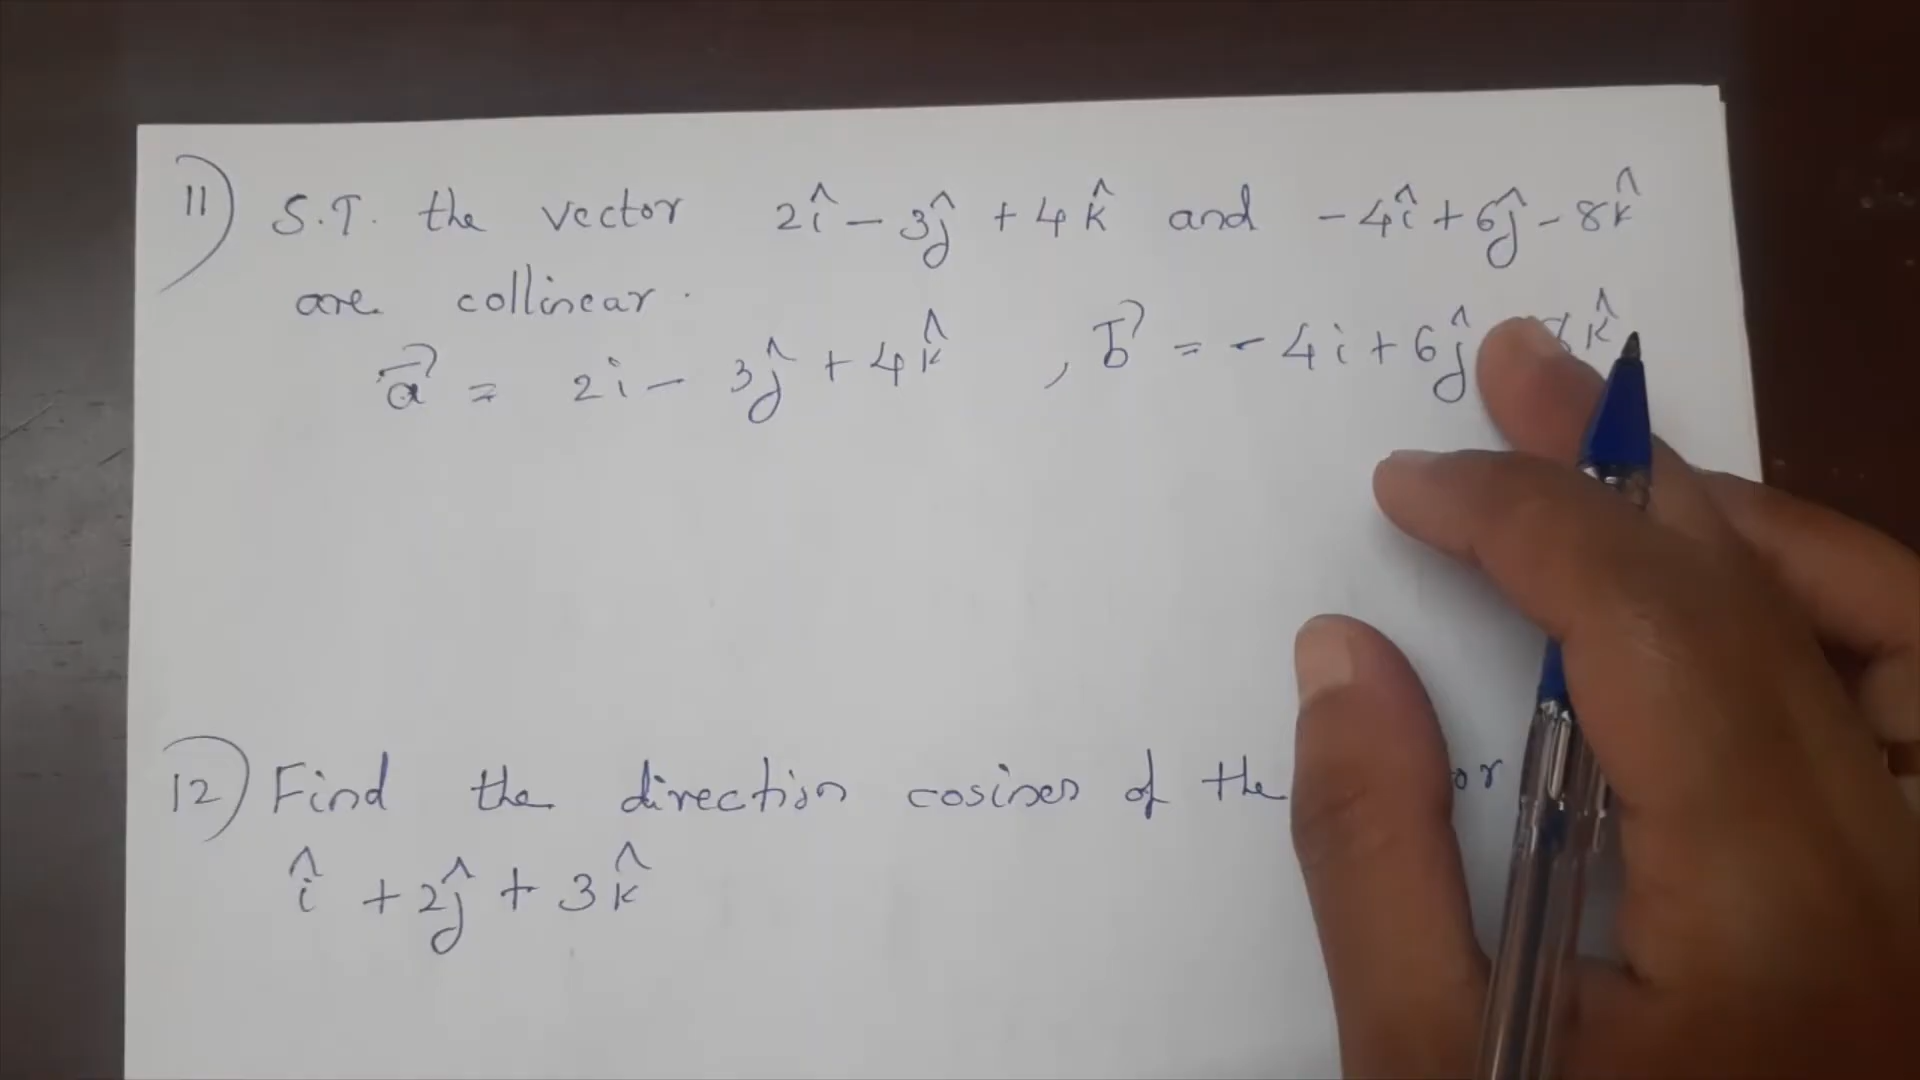 11) S.T. the vector 2î - 3ĵ + 4k̂ and - 4î + 6ĵ - 8k̂
are collinear.
a⃗ = 2i - 3ĵ + 4k̂ , b⃗ = - 4i + 6ĵ 8k̂
12) Find the direction cosines of the
î + 2ĵ + 3k̂